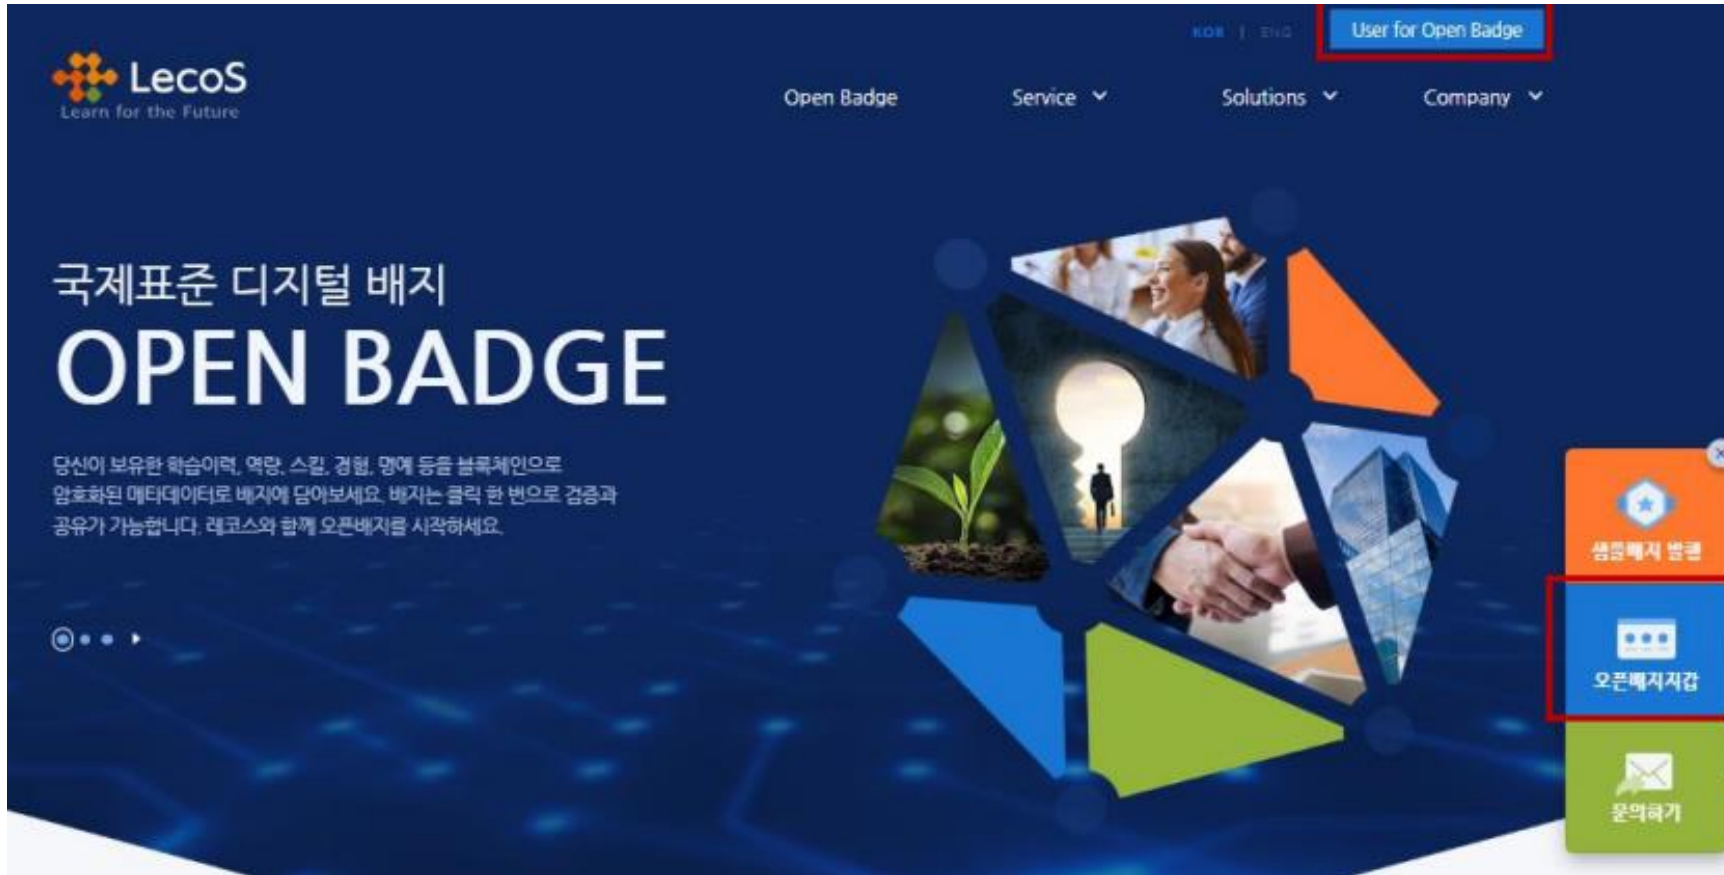 KOR | ENG
User for Open Badge
LecoS
Learn for the Future
Open Badge
Service
Solutions
Company
국제표준 디지털 배지
OPEN BADGE
당신이 보유한 학습이력, 역량, 스킬, 경험, 명예 등을 블록체인으로
암호화된 메타데이터로 배지에 담아보세요. 배지는 클릭 한 번으로 검증과
공유가 가능합니다. 레코스와 함께 오픈배지를 시작하세요.
샘플배지 발권
오픈배지지갑
문의하기